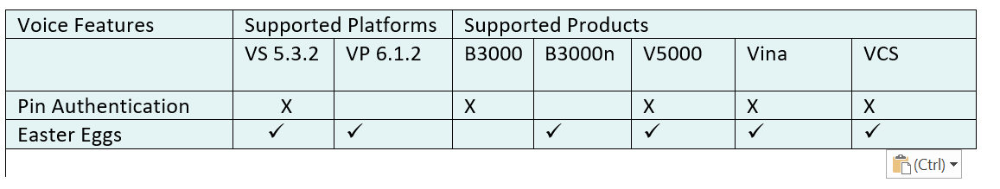 Voice Features Supported Platforms Supported Products
VS 5.3.2 VP 6.1.2 B3000 B3000n V5000 Vina VCS
Pin Authentication X X X X X
Easter Eggs ✓ ✓ ✓ ✓ ✓ ✓
(Ctrl)